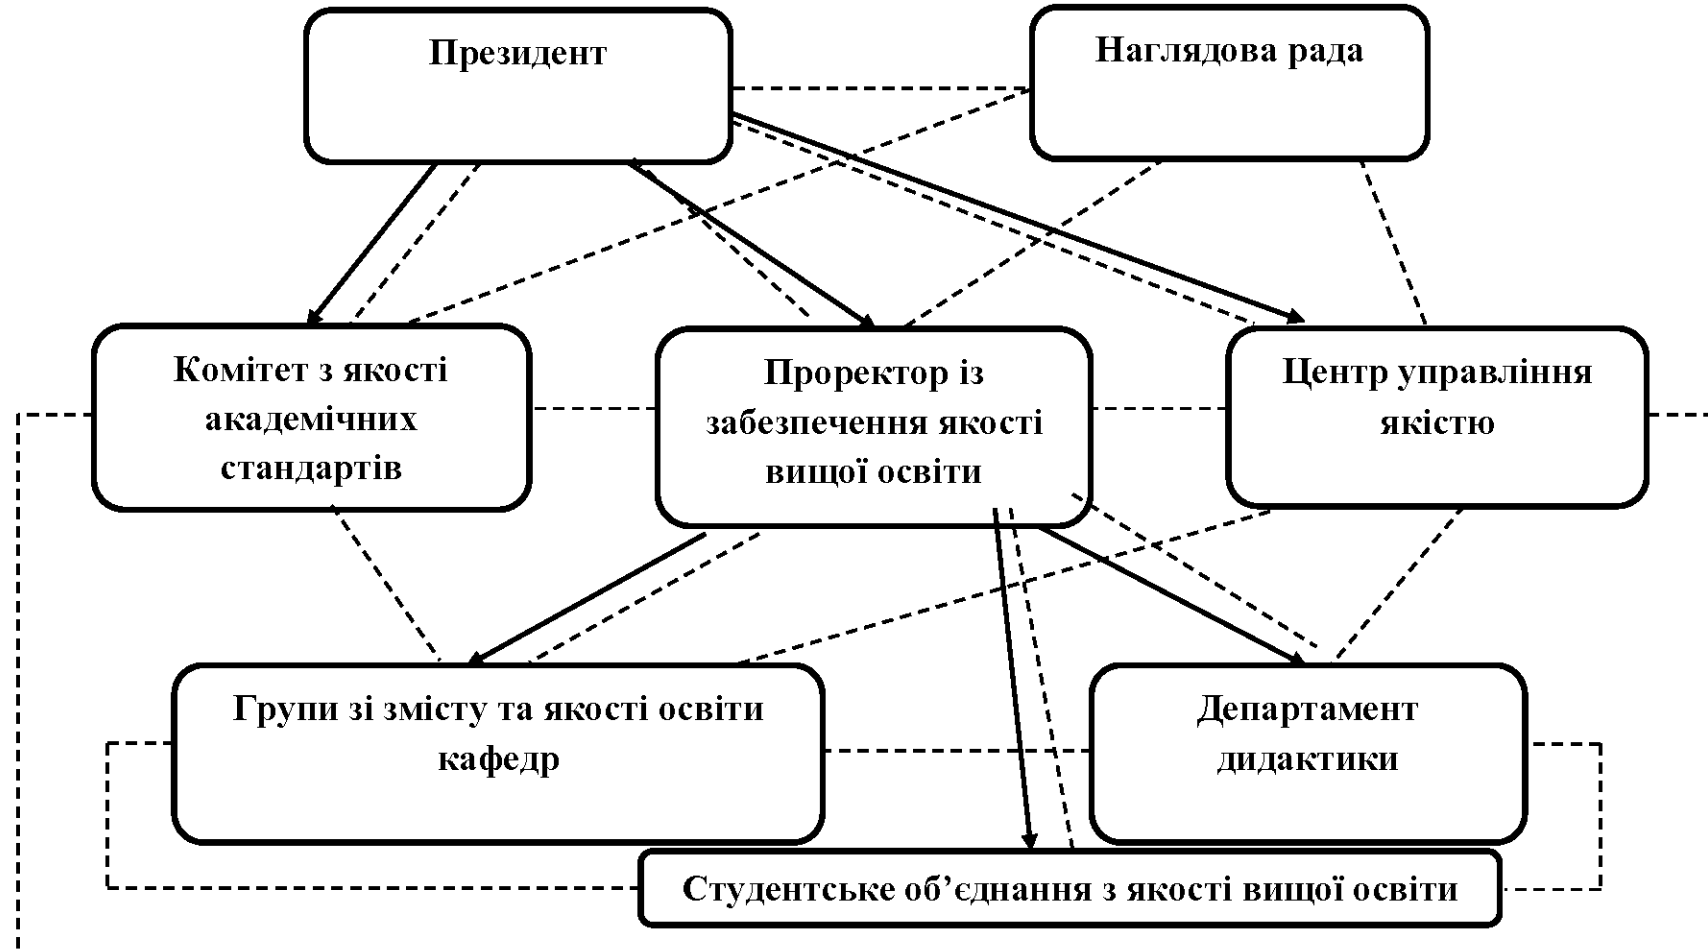 Президент
Наглядова рада
Комітет з якості
академічних
стандартів
Проректор із
забезпечення якості
вищої освіти
Центр управління
якістю
Групи зі змісту та якості освіти
кафедр
Департамент
дидактики
Студентське об’єднання з якості вищої освіти